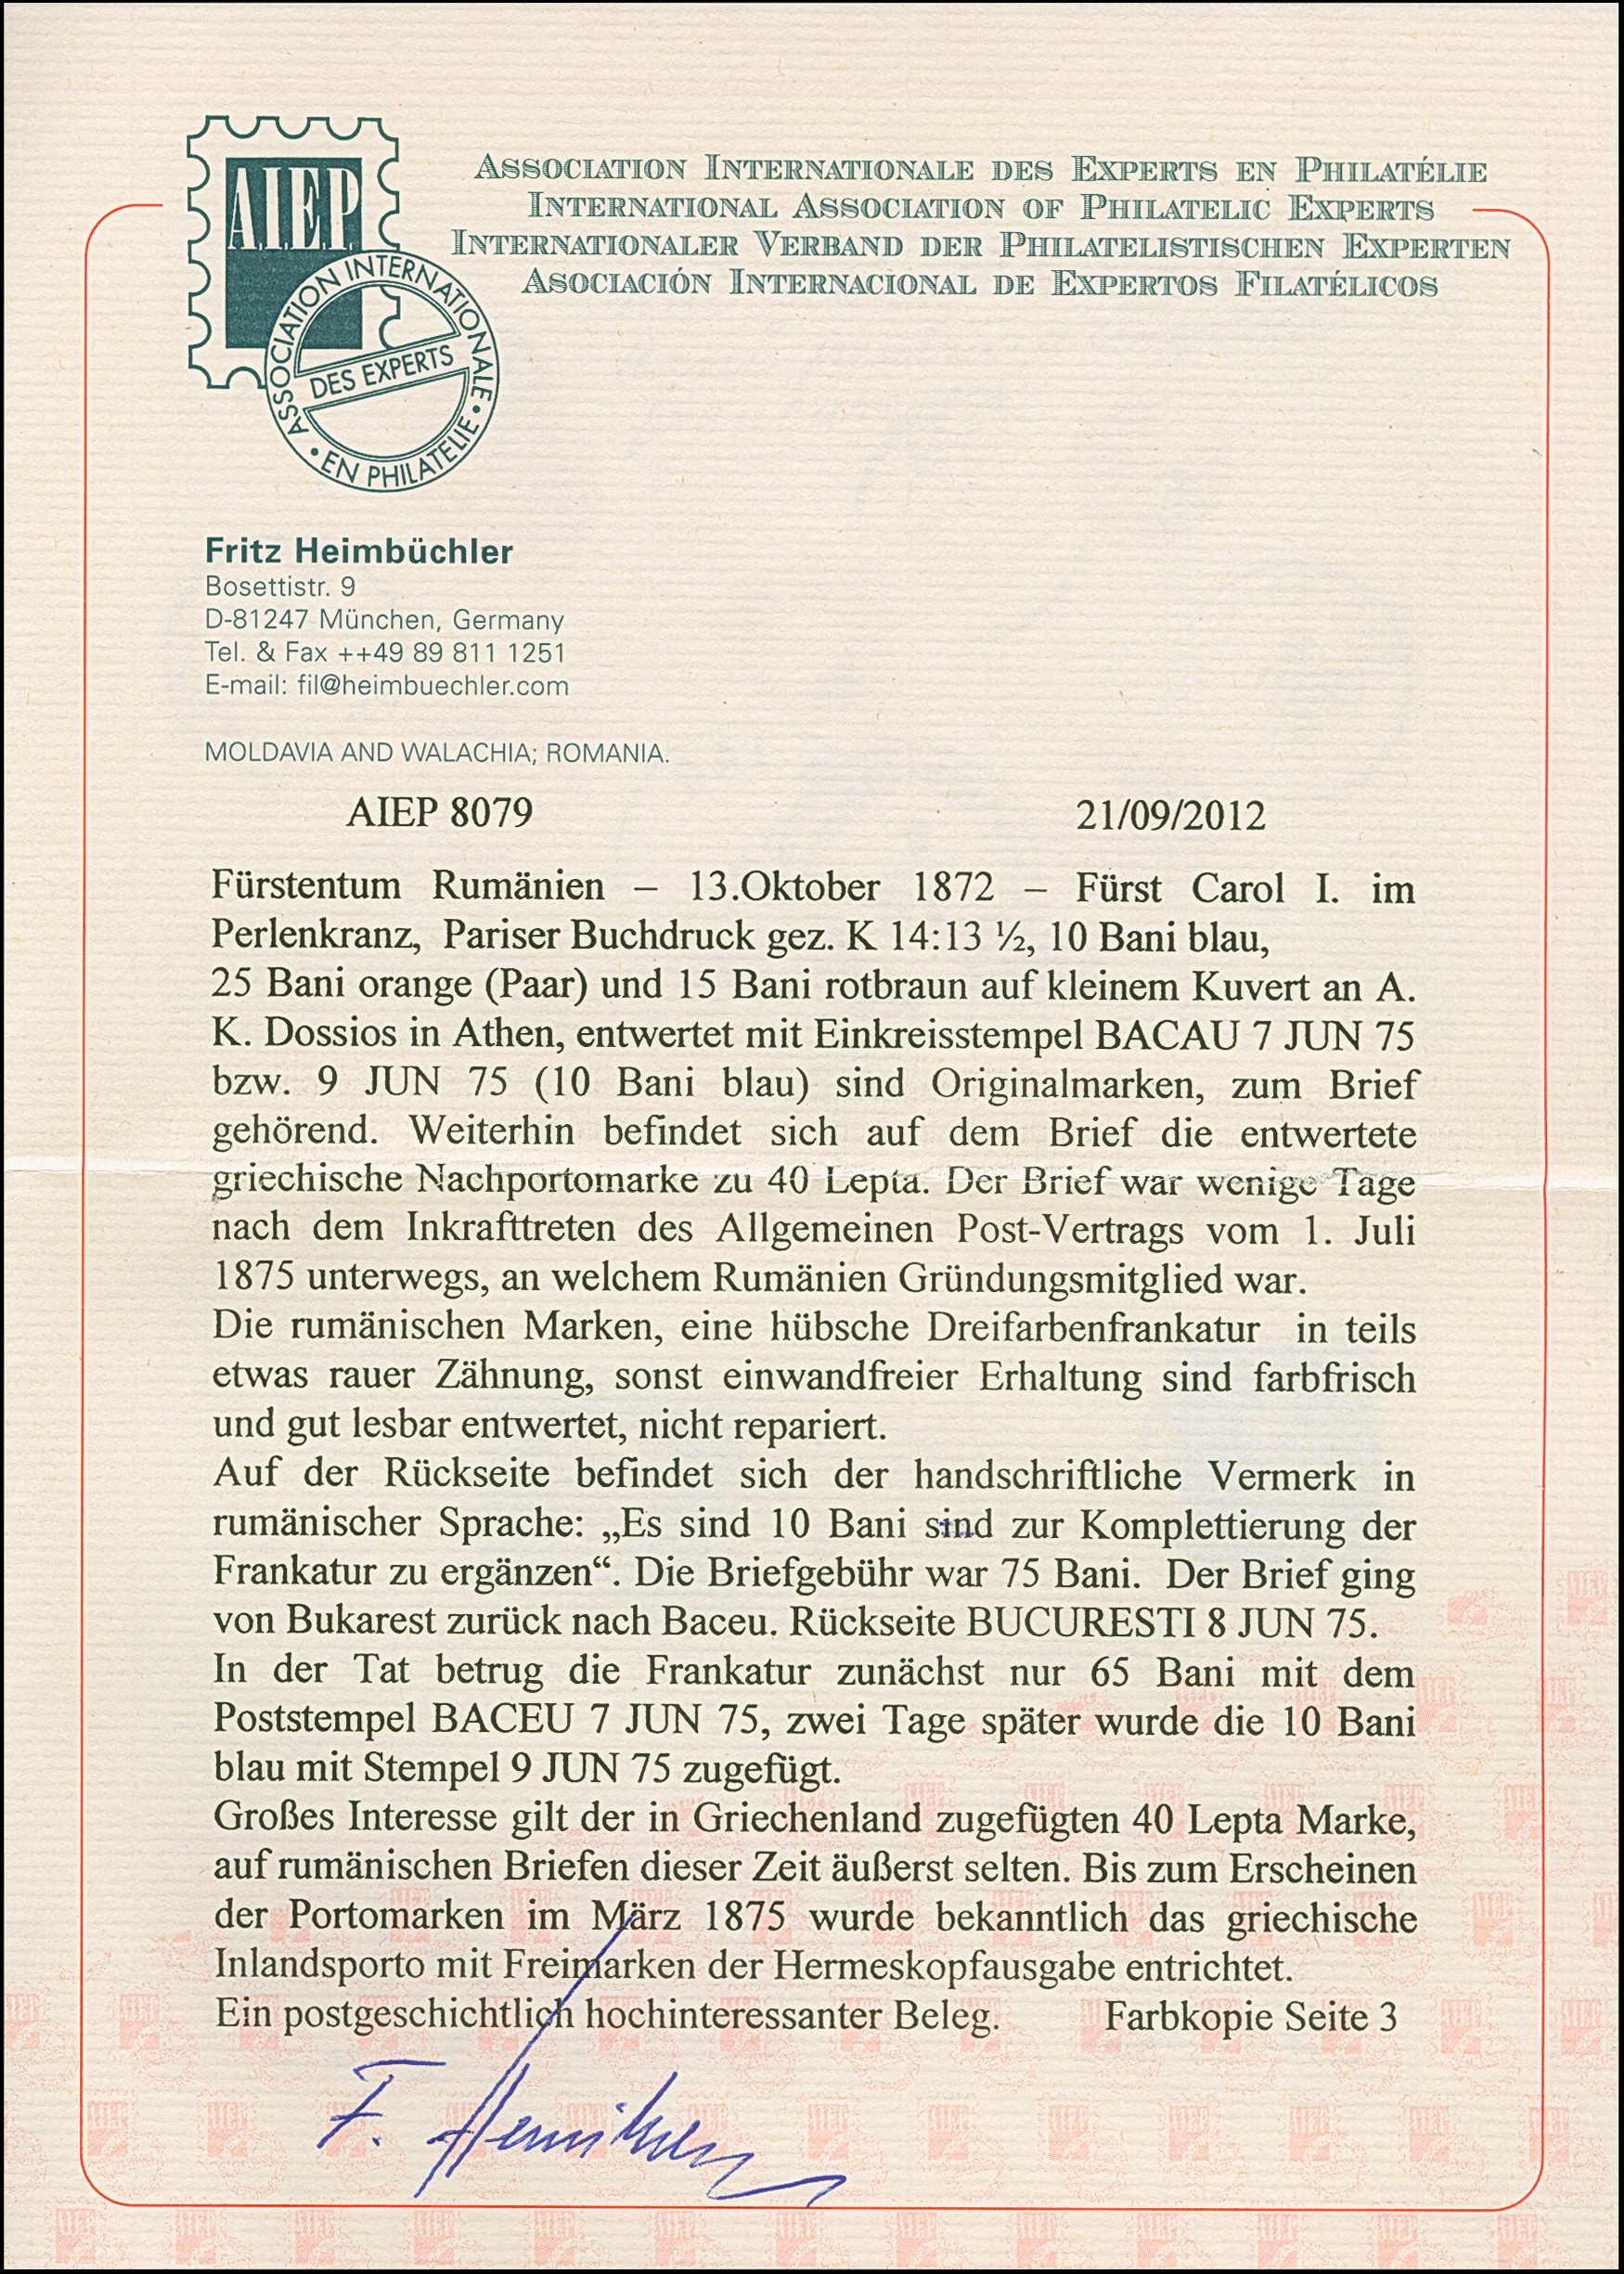 A.I.E.P.
ASSOCIATION INTERNATIONALE
DES EXPERTS
• EN PHILATELIE •
ASSOCIATION INTERNATIONALE DES EXPERTS EN PHILATÉLIE
INTERNATIONAL ASSOCIATION OF PHILATELIC EXPERTS
INTERNATIONALER VERBAND DER PHILATELISTISCHEN EXPERTEN
ASOCIACIÓN INTERNACIONAL DE EXPERTOS FILATÉLICOS
Fritz Heimbüchler
Bosettistr. 9
D-81247 München, Germany
Tel. & Fax ++49 89 811 1251
E-mail: fil@heimbuechler.com
MOLDAVIA AND WALACHIA; ROMANIA.
AIEP 8079 21/09/2012
Fürstentum Rumänien – 13.Oktober 1872 – Fürst Carol I. im
Perlenkranz, Pariser Buchdruck gez. K 14:13 ½, 10 Bani blau,
25 Bani orange (Paar) und 15 Bani rotbraun auf kleinem Kuvert an A.
K. Dossios in Athen, entwertet mit Einkreisstempel BACAU 7 JUN 75
bzw. 9 JUN 75 (10 Bani blau) sind Originalmarken, zum Brief
gehörend. Weiterhin befindet sich auf dem Brief die entwertete
griechische Nachportomarke zu 40 Lepta. Der Brief war wenige Tage
nach dem Inkrafttreten des Allgemeinen Post-Vertrags vom 1. Juli
1875 unterwegs, an welchem Rumänien Gründungsmitglied war.
Die rumänischen Marken, eine hübsche Dreifarbenfrankatur in teils
etwas rauer Zähnung, sonst einwandfreier Erhaltung sind farbfrisch
und gut lesbar entwertet, nicht repariert.
Auf der Rückseite befindet sich der handschriftliche Vermerk in
rumänischer Sprache: „Es sind 10 Bani sind zur Komplettierung der
Frankatur zu ergänzen“. Die Briefgebühr war 75 Bani. Der Brief ging
von Bukarest zurück nach Baceu. Rückseite BUCURESTI 8 JUN 75.
In der Tat betrug die Frankatur zunächst nur 65 Bani mit dem
Poststempel BACEU 7 JUN 75, zwei Tage später wurde die 10 Bani
blau mit Stempel 9 JUN 75 zugefügt.
Großes Interesse gilt der in Griechenland zugefügten 40 Lepta Marke,
auf rumänischen Briefen dieser Zeit äußerst selten. Bis zum Erscheinen
der Portomarken im März 1875 wurde bekanntlich das griechische
Inlandsporto mit Freimarken der Hermeskopfausgabe entrichtet.
Ein postgeschichtlich hochinteressanter Beleg. Farbkopie Seite 3
F.